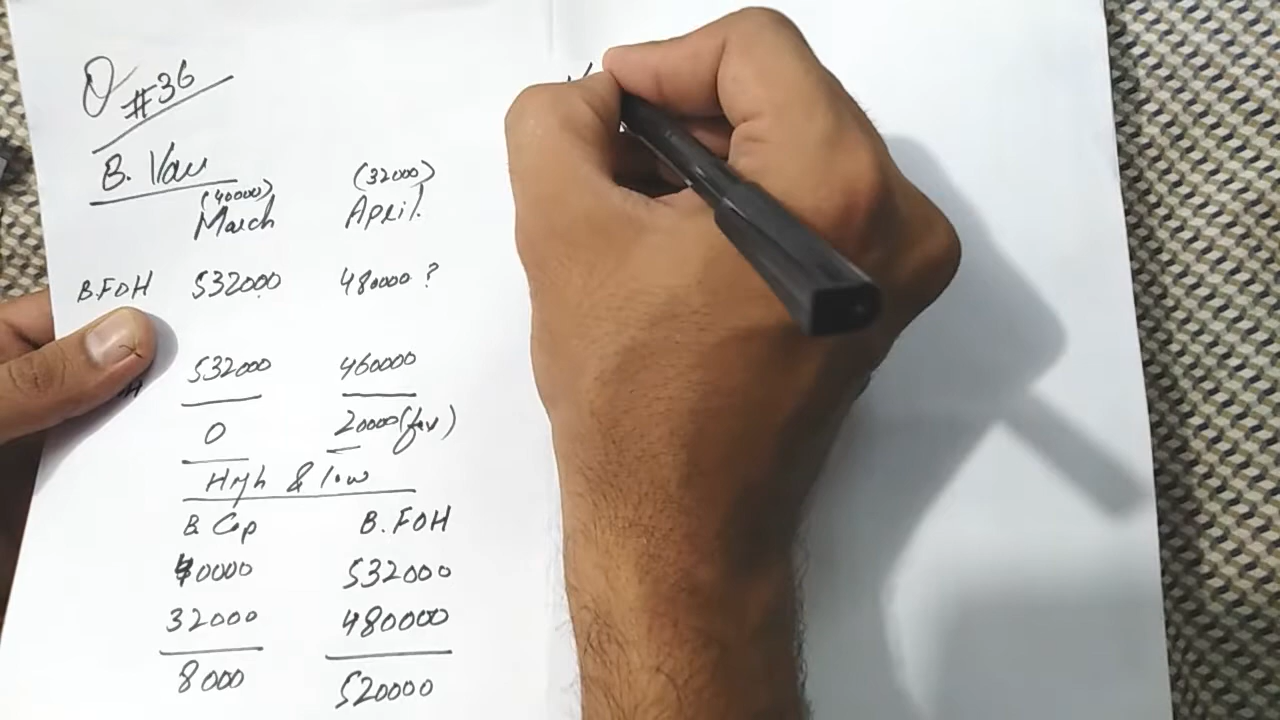 Q #36
B. Var
(40000) (32000)
March April.
B.FOH 532000 480000 ?
532000 460000
0 20000 (fav)
High & low
B. Cap B. FOH
40000 532000
32000 480000
8000 520000